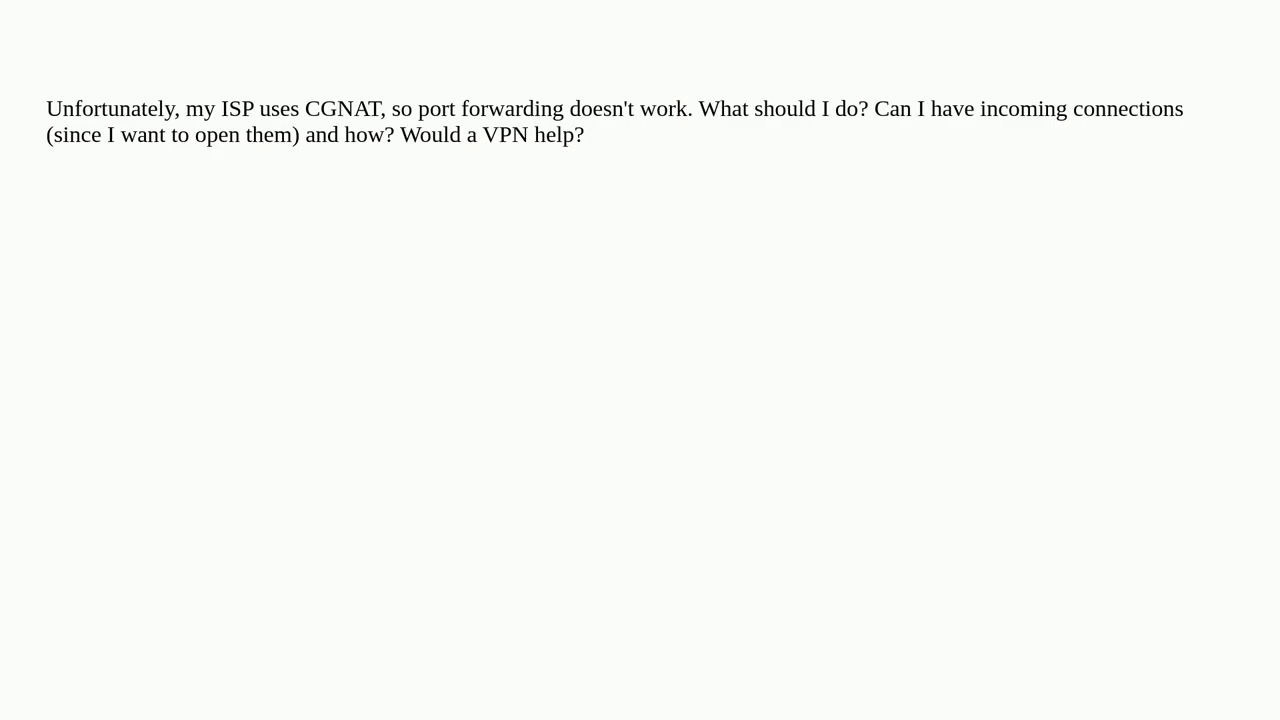 Unfortunately, my ISP uses CGNAT, so port forwarding doesn't work. What should I do? Can I have incoming connections
(since I want to open them) and how? Would a VPN help?